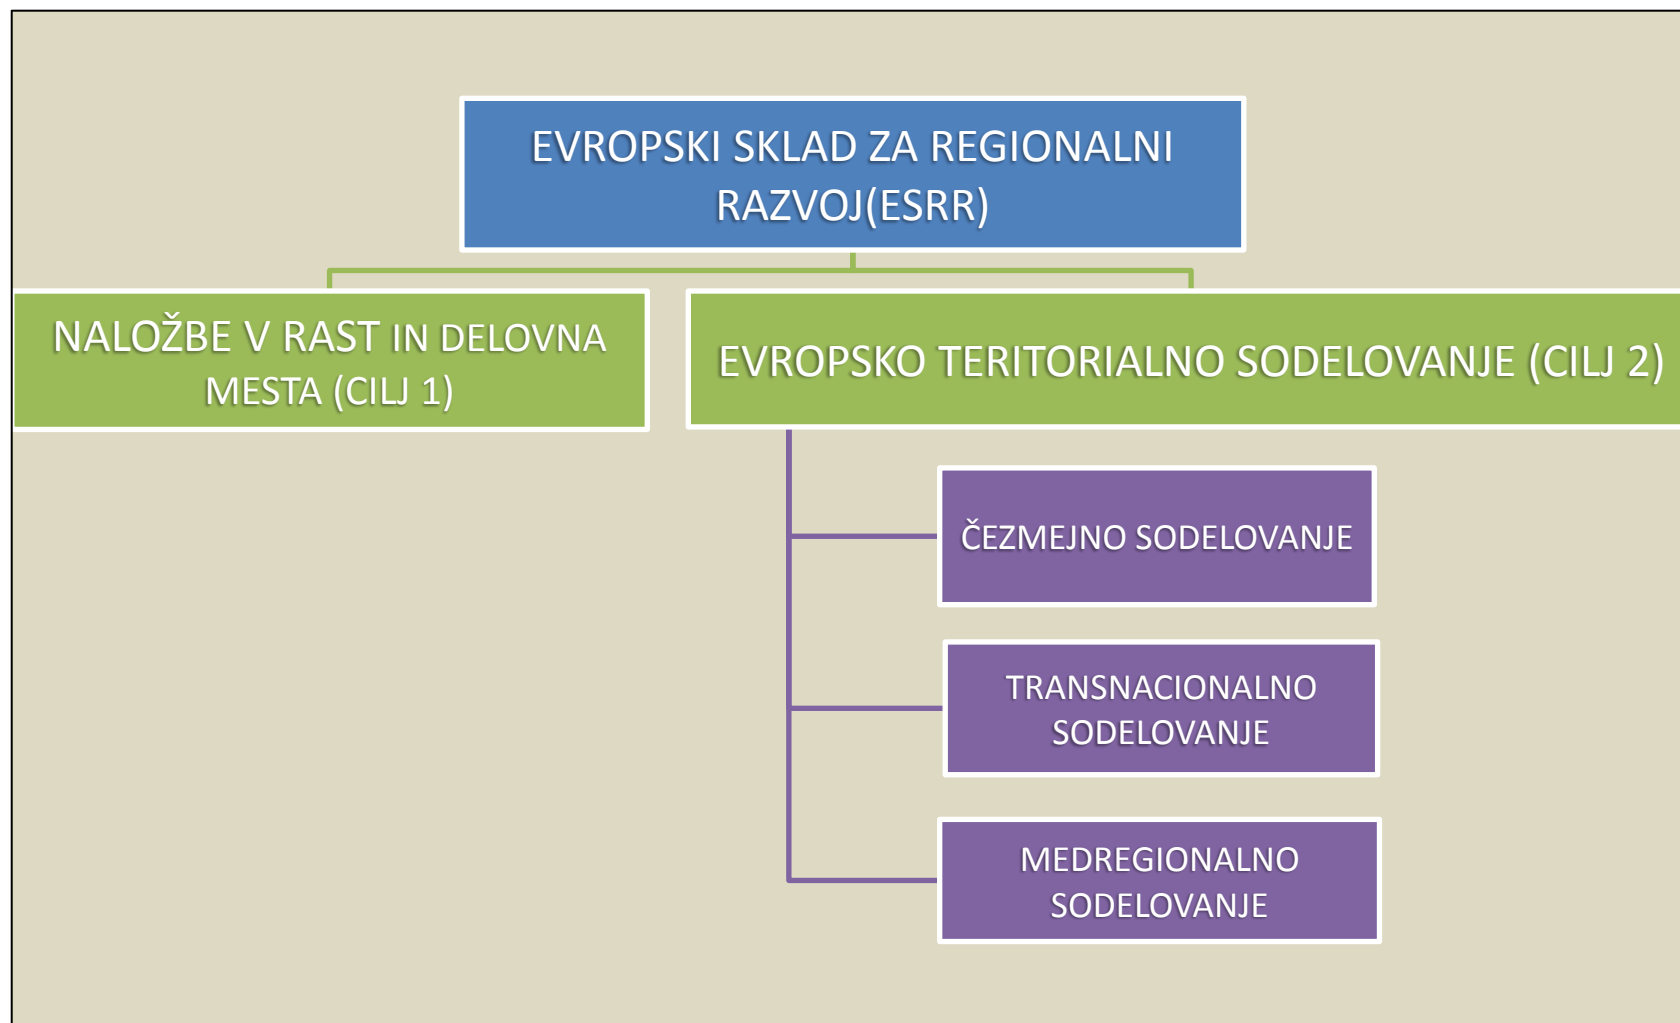 EVROPSKI SKLAD ZA REGIONALNI
RAZVOJ(ESRR)
NALOŽBE V RAST IN DELOVNA
MESTA (CILJ 1)
EVROPSKO TERITORIALNO SODELOVANJE (CILJ 2)
ČEZMEJNO SODELOVANJE
TRANSNACIONALNO
SODELOVANJE
MEDREGIONALNO
SODELOVANJE